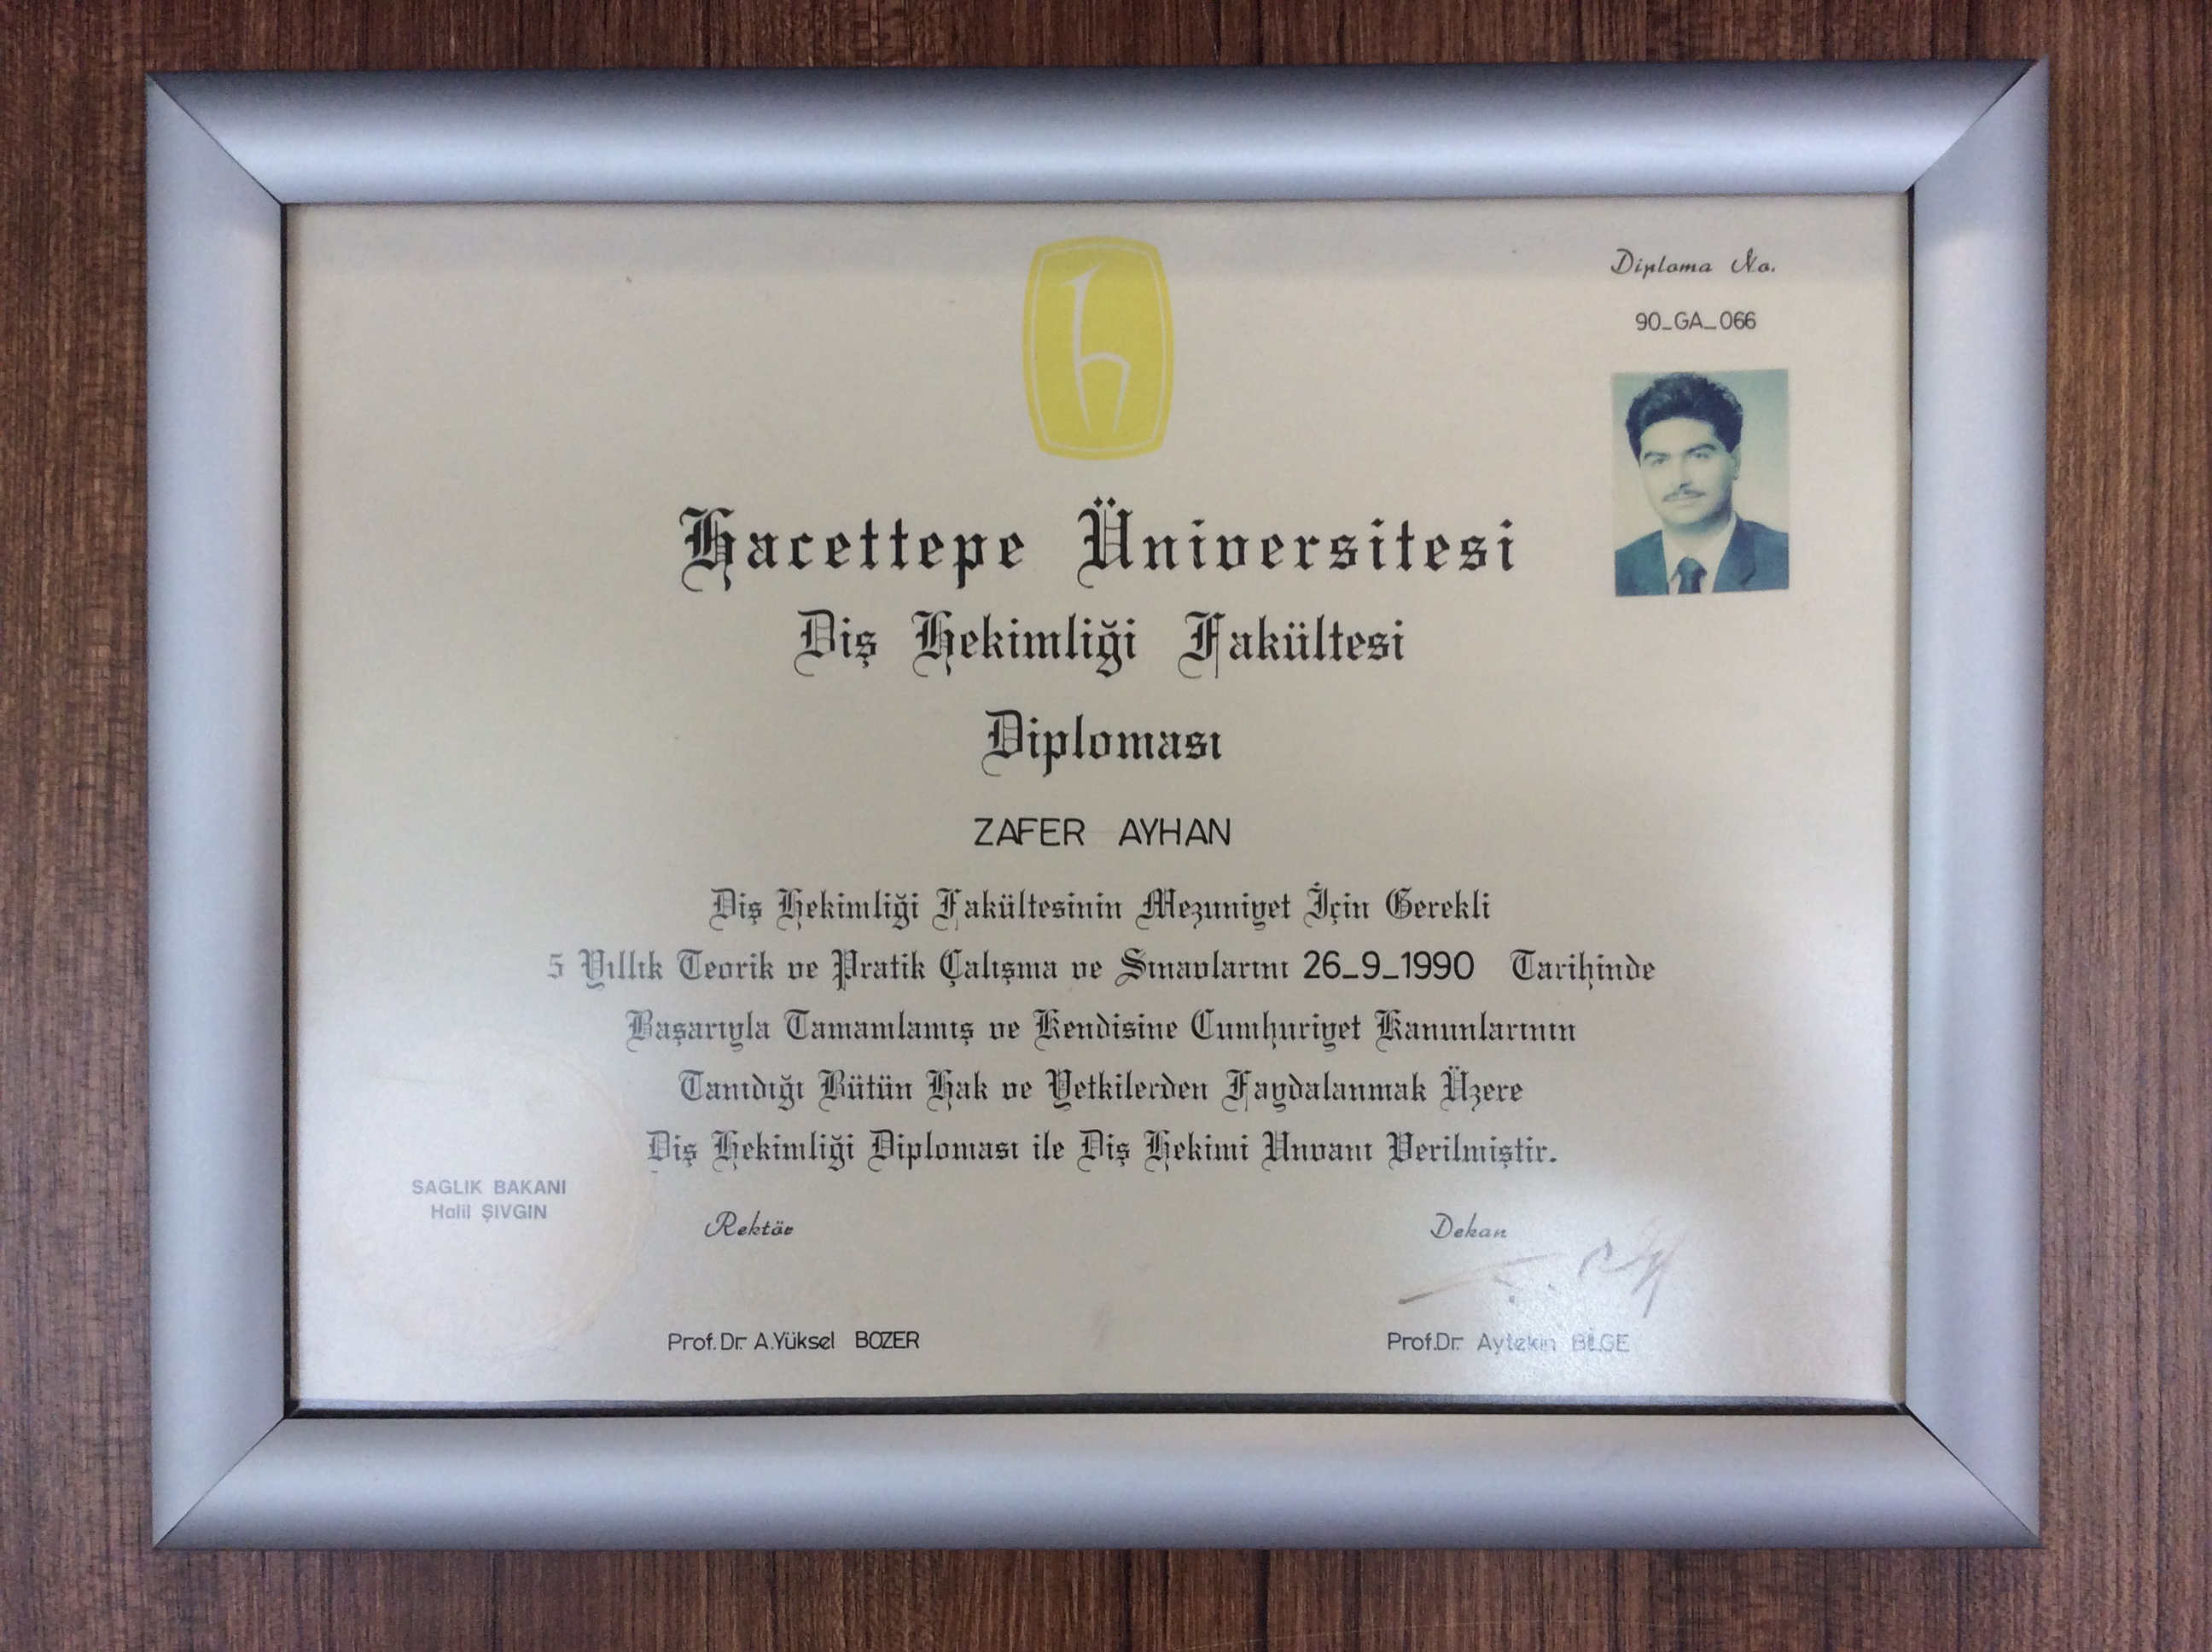 Diploma No.
90_GA_066
Hacettepe Üniversitesi
Diş Hekimliği Fakültesi
Diploması
ZAFER AYHAN
Diş Hekimliği Fakültesinin Mezuniyet İçin Gerekli
5 Yıllık Teorik ve Pratik Çalışma ve Sınavlarını 26_9_1990 Tarihinde
Başarıyla Tamamlamış ve Kendisine Cumhuriyet Kanunlarının
Tanıdığı Bütün Hak ve Yetkilerden Faydalanmak Üzere
Diş Hekimliği Diploması ile Diş Hekimi Unvanı Verilmiştir.
SAGLIK BAKANI
Halil ŞIVGIN
Rektör
Dekan
Prof. Dr. A.Yüksel BOZER
Prof.Dr. Aytekin BİLGE